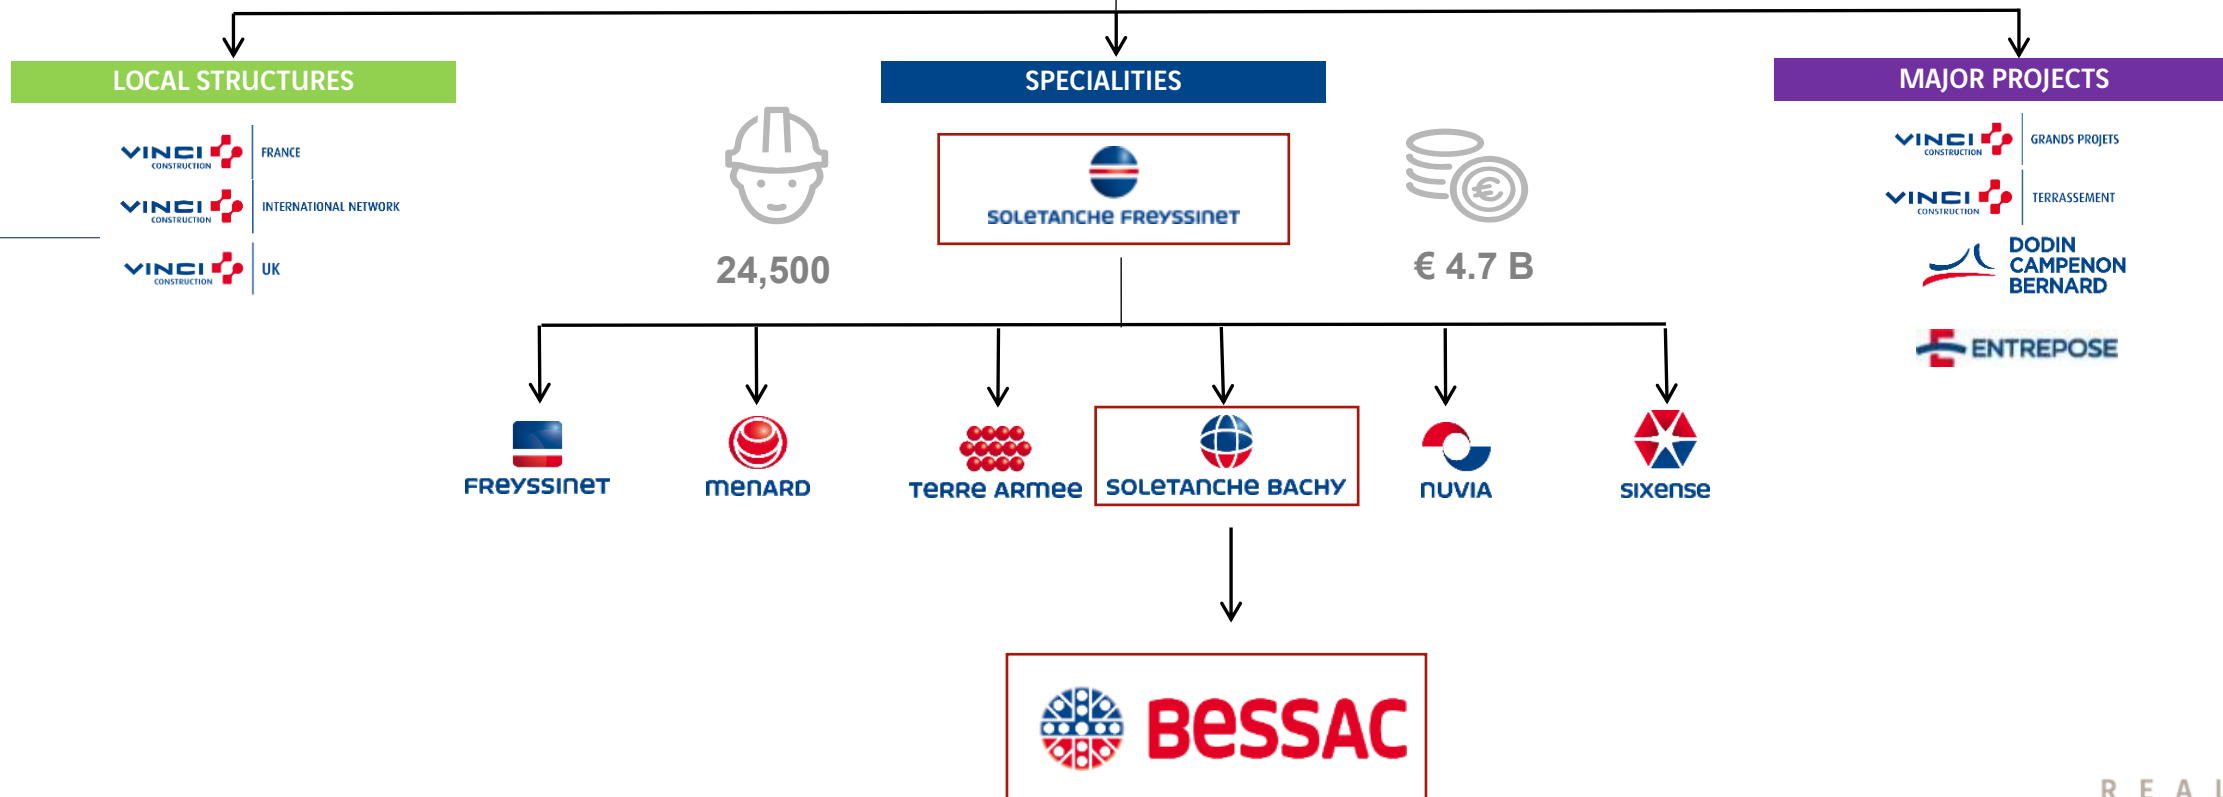 LOCAL STRUCTURES
SPECIALITIES
MAJOR PROJECTS
VINCI
CONSTRUCTION
FRANCE
VINCI
CONSTRUCTION
INTERNATIONAL NETWORK
VINCI
CONSTRUCTION
UK
24,500
SOLETANCHE FREYSSINET
€
€ 4.7 B
VINCI
CONSTRUCTION
GRANDS PROJETS
VINCI
CONSTRUCTION
TERRASSEMENT
DODIN
CAMPENON
BERNARD
ENTREPOSE
FREYSSINET
MENARD
TERRE ARMEE
SOLETANCHE BACHY
NUVIA
SIXENSE
BESSAC